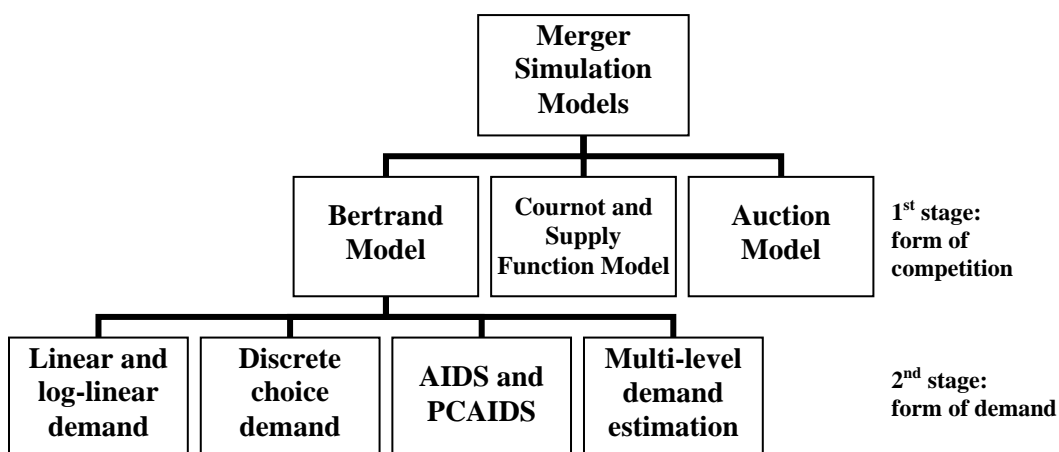 Merger
Simulation
Models
Bertrand
Model
Cournot and
Supply
Function Model
Auction
Model
1st stage:
form of
competition
Linear and
log-linear
demand
Discrete
choice
demand
AIDS and
PCAIDS
Multi-level
demand
estimation
2nd stage:
form of demand